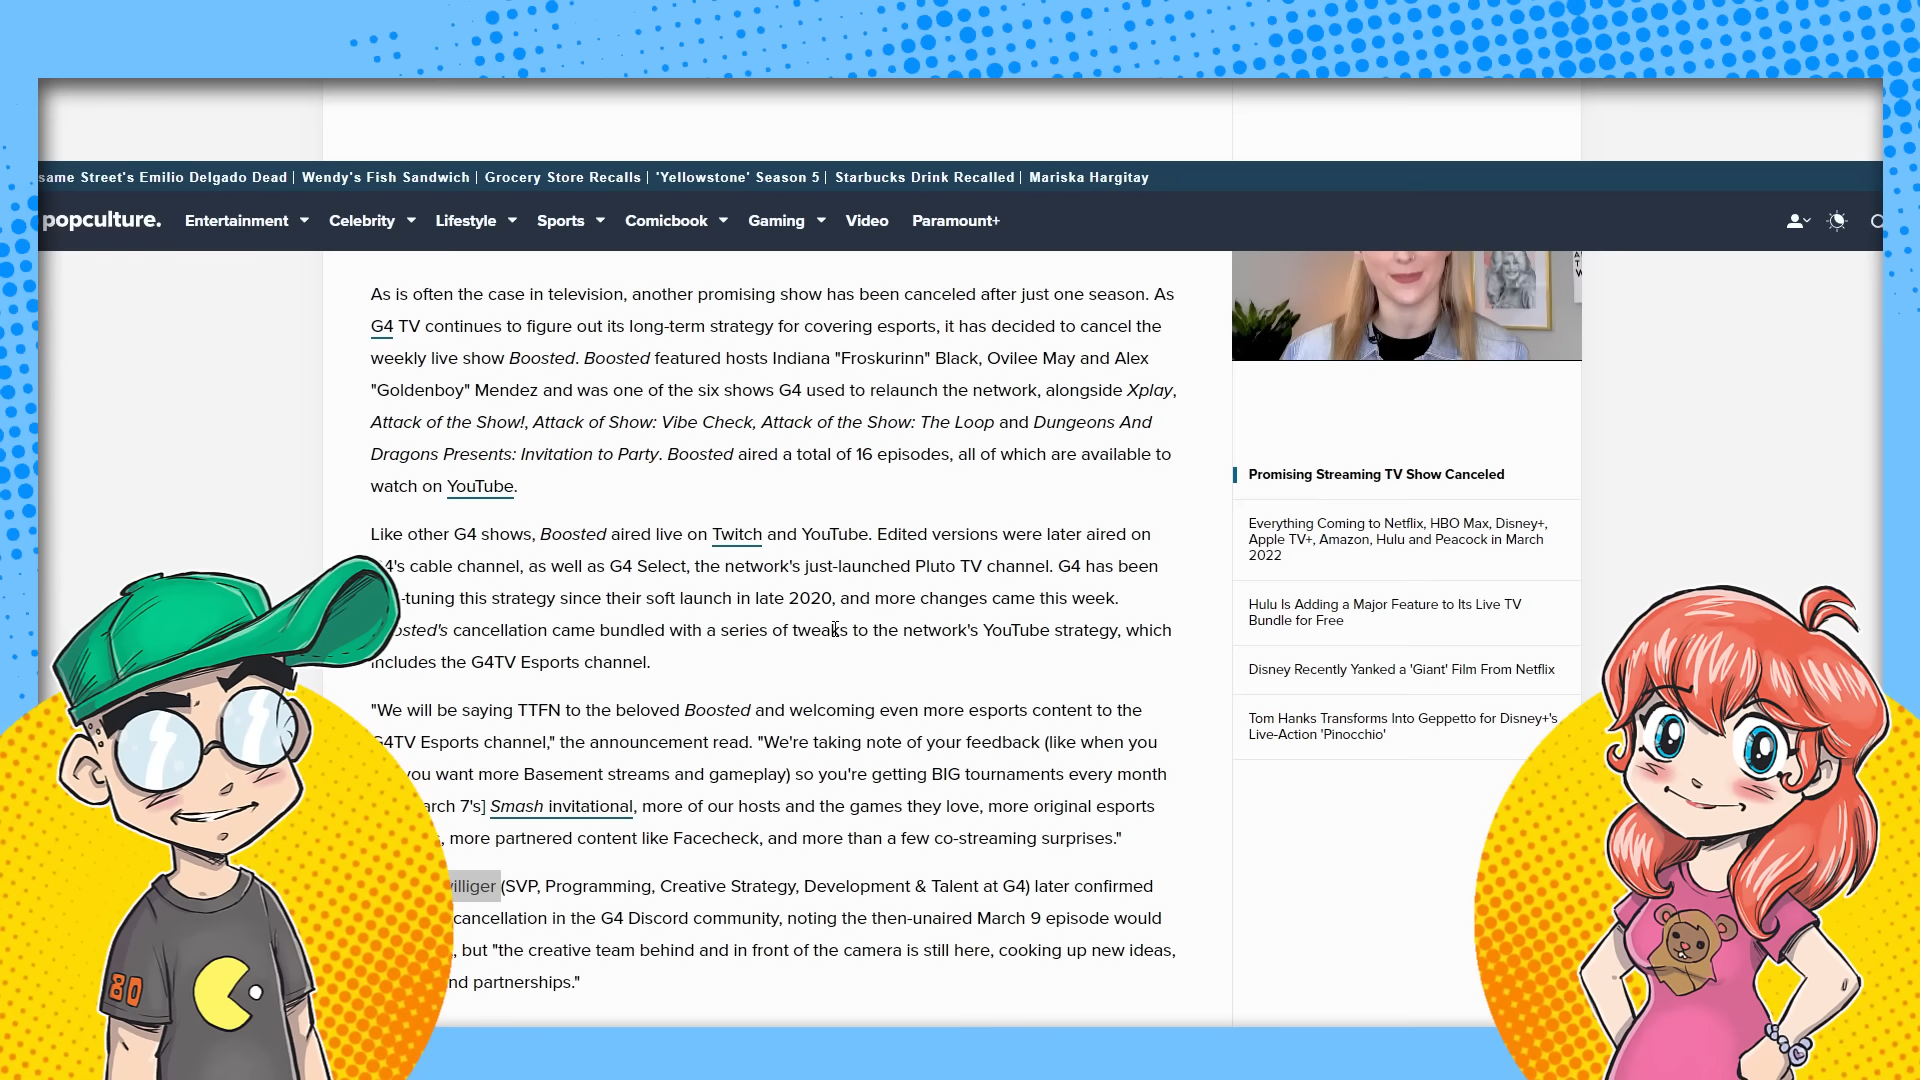 same Street's Emilio Delgado Dead | Wendy's Fish Sandwich | Grocery Store Recalls | 'Yellowstone' Season 5 | Starbucks Drink Recalled | Mariska Hargitay
popculture. Entertainment Celebrity Lifestyle Sports Comicbook Gaming Video Paramount+
As is often the case in television, another promising show has been canceled after just one season. As
G4 TV continues to figure out its long-term strategy for covering esports, it has decided to cancel the
weekly live show Boosted. Boosted featured hosts Indiana "Froskurinn" Black, Ovilee May and Alex
"Goldenboy" Mendez and was one of the six shows G4 used to relaunch the network, alongside Xplay,
Attack of the Show!, Attack of Show: Vibe Check, Attack of the Show: The Loop and Dungeons And
Dragons Presents: Invitation to Party. Boosted aired a total of 16 episodes, all of which are available to
watch on YouTube.
Like other G4 shows, Boosted aired live on Twitch and YouTube. Edited versions were later aired on
4's cable channel, as well as G4 Select, the network's just-launched Pluto TV channel. G4 has been
-tuning this strategy since their soft launch in late 2020, and more changes came this week.
osted's cancellation came bundled with a series of tweaks to the network's YouTube strategy, which
includes the G4TV Esports channel.
"We will be saying TTFN to the beloved Boosted and welcoming even more esports content to the
G4TV Esports channel," the announcement read. "We're taking note of your feedback (like when you
you want more Basement streams and gameplay) so you're getting BIG tournaments every month
arch 7's] Smash invitational, more of our hosts and the games they love, more original esports
, more partnered content like Facecheck, and more than a few co-streaming surprises."
villiger (SVP, Programming, Creative Strategy, Development & Talent at G4) later confirmed
cancellation in the G4 Discord community, noting the then-unaired March 9 episode would
, but "the creative team behind and in front of the camera is still here, cooking up new ideas,
nd partnerships."
Promising Streaming TV Show Canceled
Everything Coming to Netflix, HBO Max, Disney+,
Apple TV+, Amazon, Hulu and Peacock in March
2022
Hulu Is Adding a Major Feature to Its Live TV
Bundle for Free
Disney Recently Yanked a 'Giant' Film From Netflix
Tom Hanks Transforms Into Geppetto for Disney+'s
Live-Action 'Pinocchio'
80